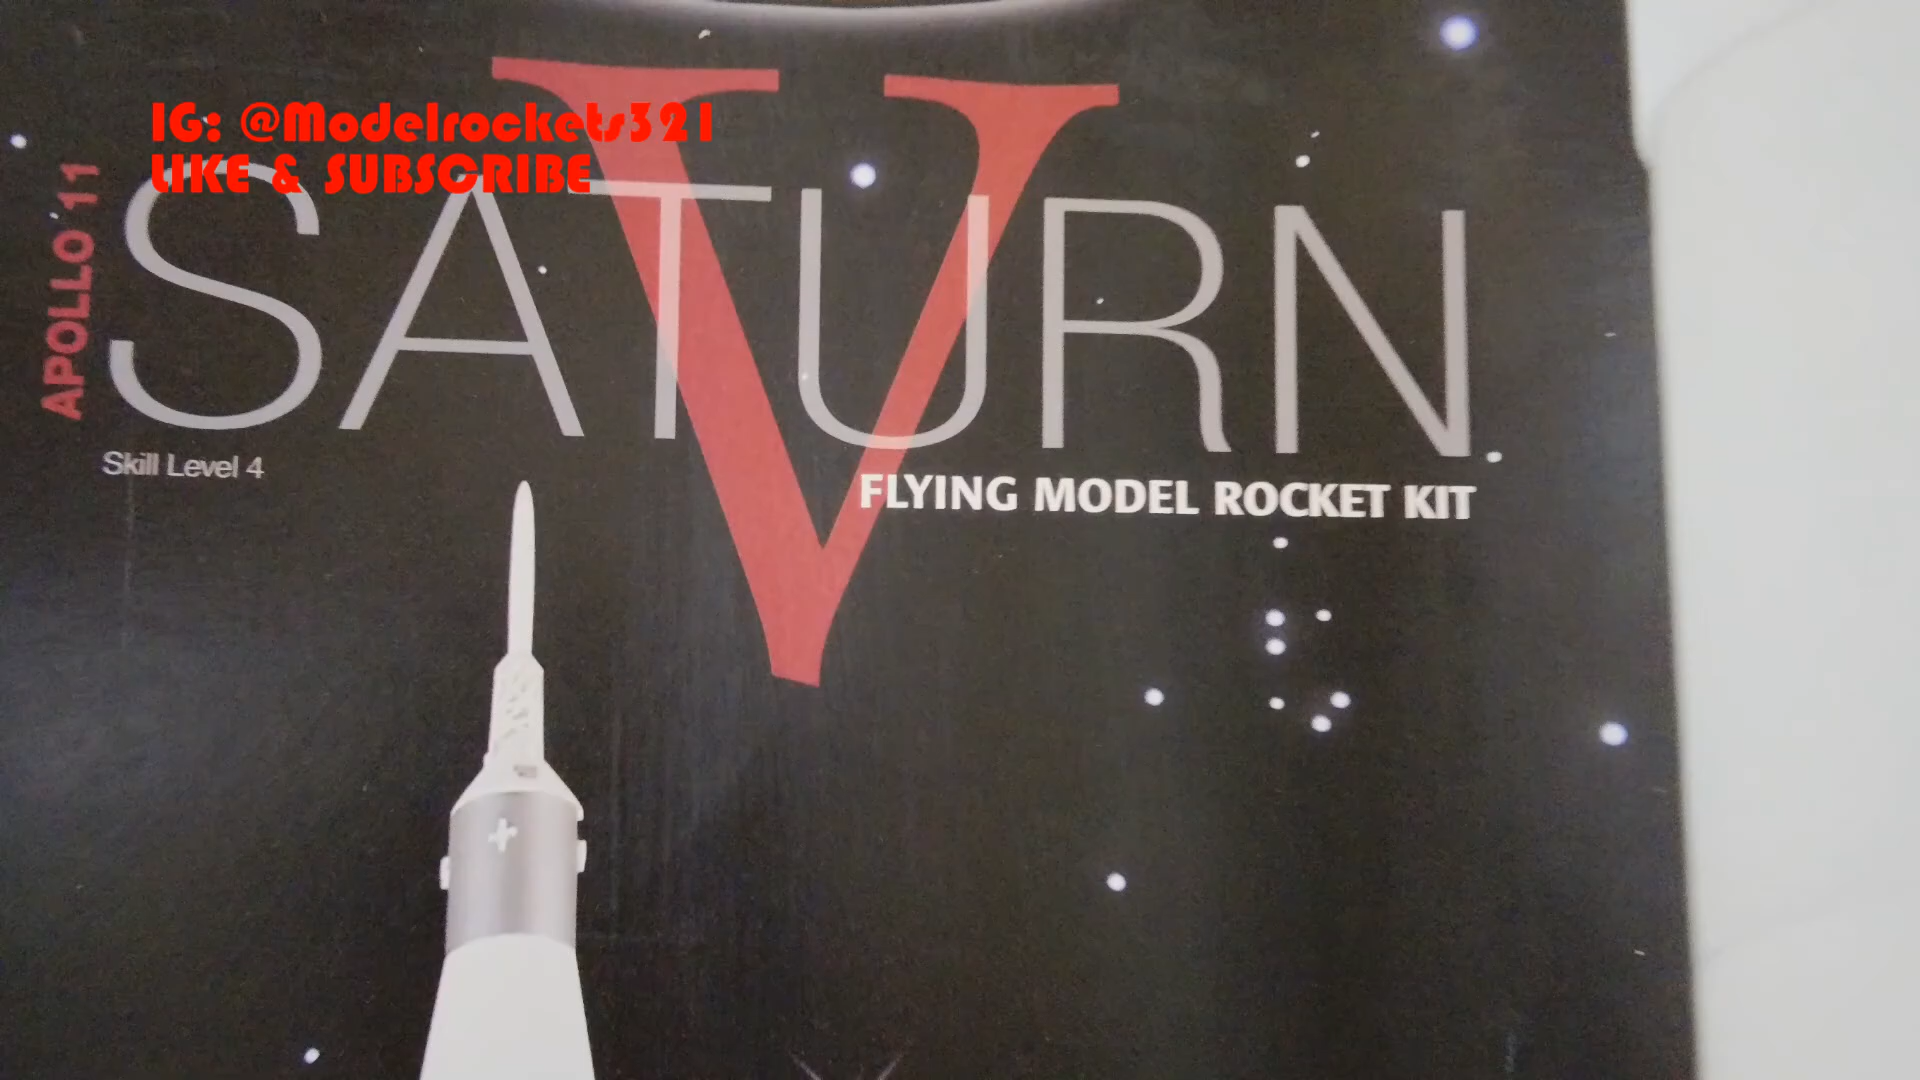 IG: @Modelrockets321
LIKE & SUBSCRIBE
APOLLO 11
SATURN
V
Skill Level 4
FLYING MODEL ROCKET KIT